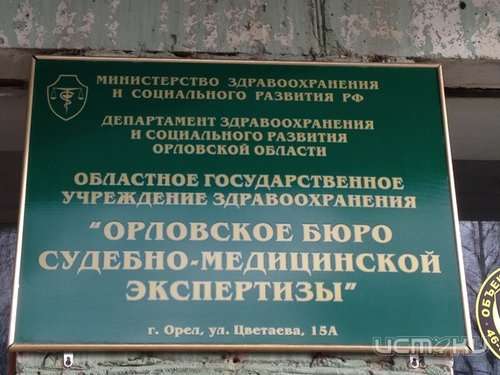 МИНИСТЕРСТВО ЗДРАВООХРАНЕНИЯ
И СОЦИАЛЬНОГО РАЗВИТИЯ РФ
ДЕПАРТАМЕНТ ЗДРАВООХРАНЕНИЯ
И СОЦИАЛЬНОГО РАЗВИТИЯ
ОРЛОВСКОЙ ОБЛАСТИ
ОБЛАСТНОЕ ГОСУДАРСТВЕННОЕ
УЧРЕЖДЕНИЕ ЗДРАВООХРАНЕНИЯ
"ОРЛОВСКОЕ БЮРО
СУДЕБНО-МЕДИЦИНСКОЙ
ЭКСПЕРТИЗЫ"
г. Орел, ул. Цветаева, 15А
истоки